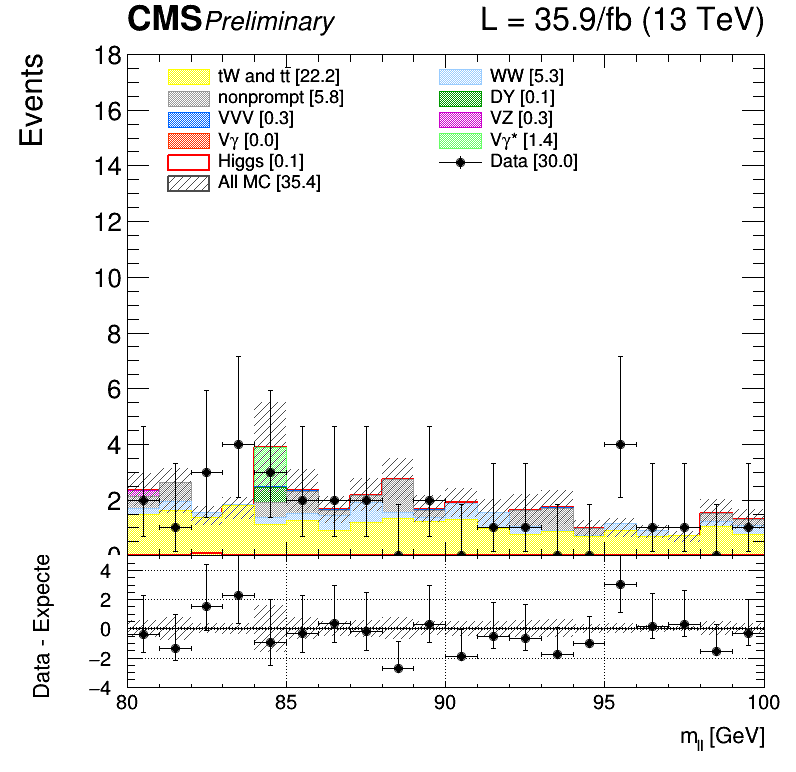 CMS Preliminary L = 35.9/fb (13 TeV)
Events
18
16
14
12
10
8
6
4
2
0
tW and tt̄ [22.2]
nonprompt [5.8]
VVV [0.3]
Vγ [0.0]
Higgs [0.1]
All MC [35.4]
WW [5.3]
DY [0.1]
VZ [0.3]
Vγ* [1.4]
Data [30.0]
Data - Expecte
4
2
0
−2
−4
80 85 90 95 100
m_ll [GeV]